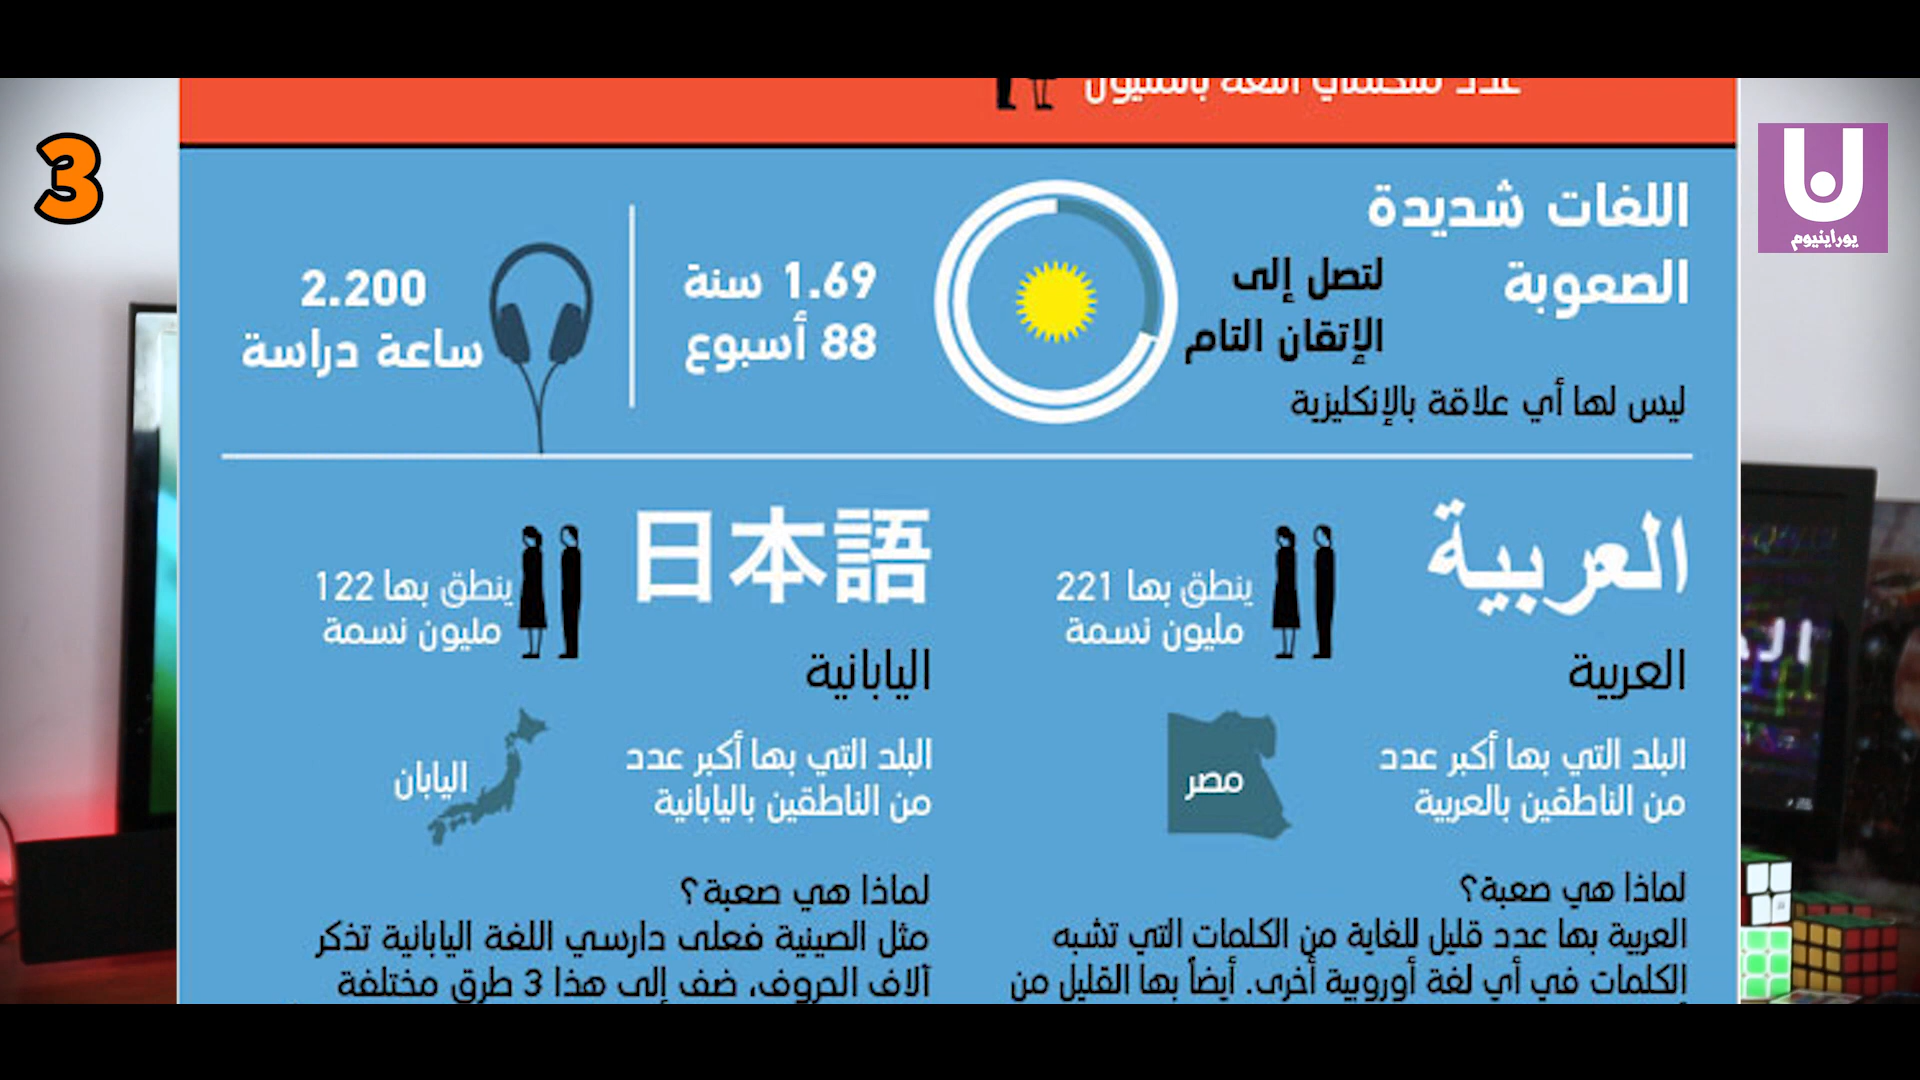 عدد متكلمي اللغة بالمليون
3
يوراينيوم
اللغات شديدة
الصعوبة
لتصل إلى
الإتقان التام
ليس لها أي علاقة بالإنكليزية
1.69 سنة
88 أسبوع
2.200
ساعة دراسة
العربية
ينطق بها 221
مليون نسمة
العربية
البلد التي بها أكبر عدد
من الناطقين بالعربية
مصر
لماذا هي صعبة؟
العربية بها عدد قليل للغاية من الكلمات التي تشبه
الكلمات في أي لغة أوروبية أخرى. أيضاً بها القليل من
日本語
ينطق بها 122
مليون نسمة
اليابانية
البلد التي بها أكبر عدد
من الناطقين باليابانية
اليابان
لماذا هي صعبة؟
مثل الصينية فعلى دارسي اللغة اليابانية تذكر
آلاف الحروف، ضف إلى هذا 3 طرق مختلفة